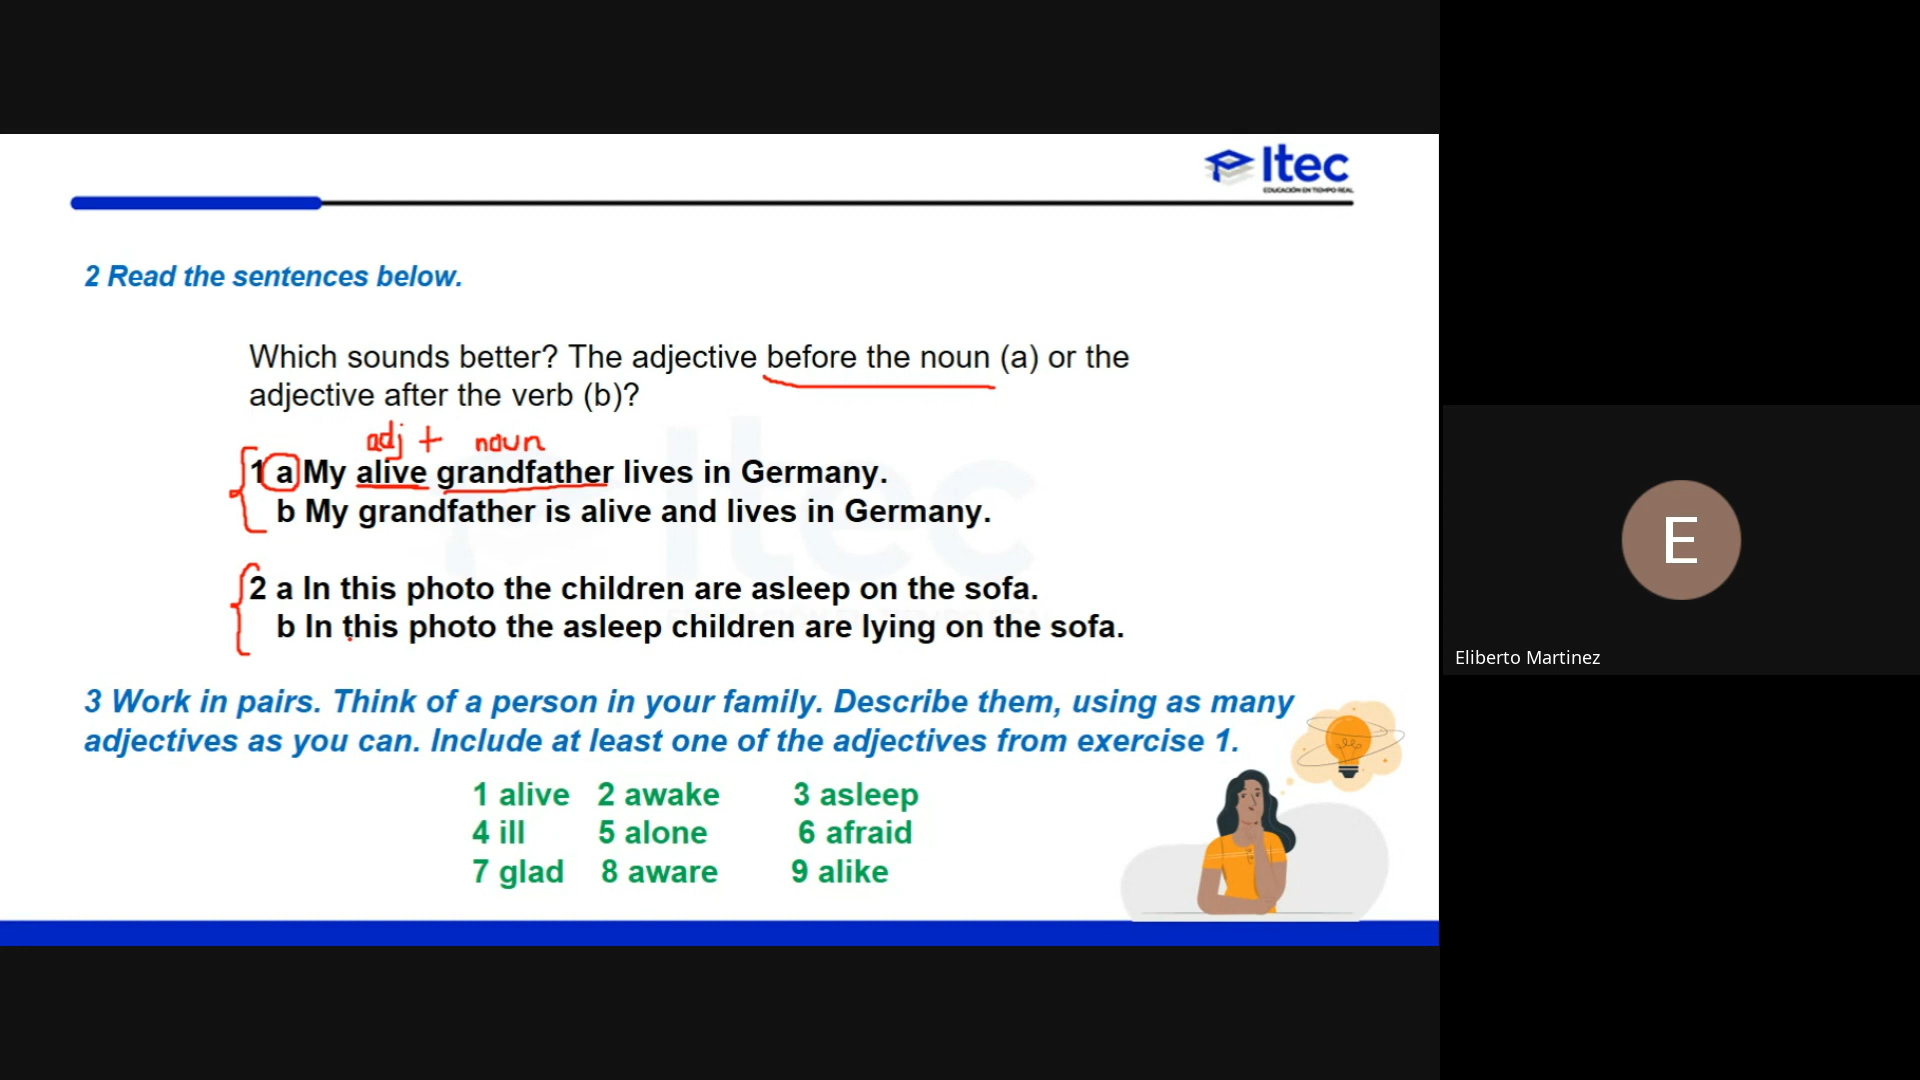 Itec
EDUCACIÓN EN TIEMPO REAL
2 Read the sentences below.
Which sounds better? The adjective before the noun (a) or the
adjective after the verb (b)?
adj + noun
1 a My alive grandfather lives in Germany.
b My grandfather is alive and lives in Germany.
2 a In this photo the children are asleep on the sofa.
b In this photo the asleep children are lying on the sofa.
3 Work in pairs. Think of a person in your family. Describe them, using as many
adjectives as you can. Include at least one of the adjectives from exercise 1.
1 alive 2 awake 3 asleep
4 ill 5 alone 6 afraid
7 glad 8 aware 9 alike
E
Eliberto Martinez